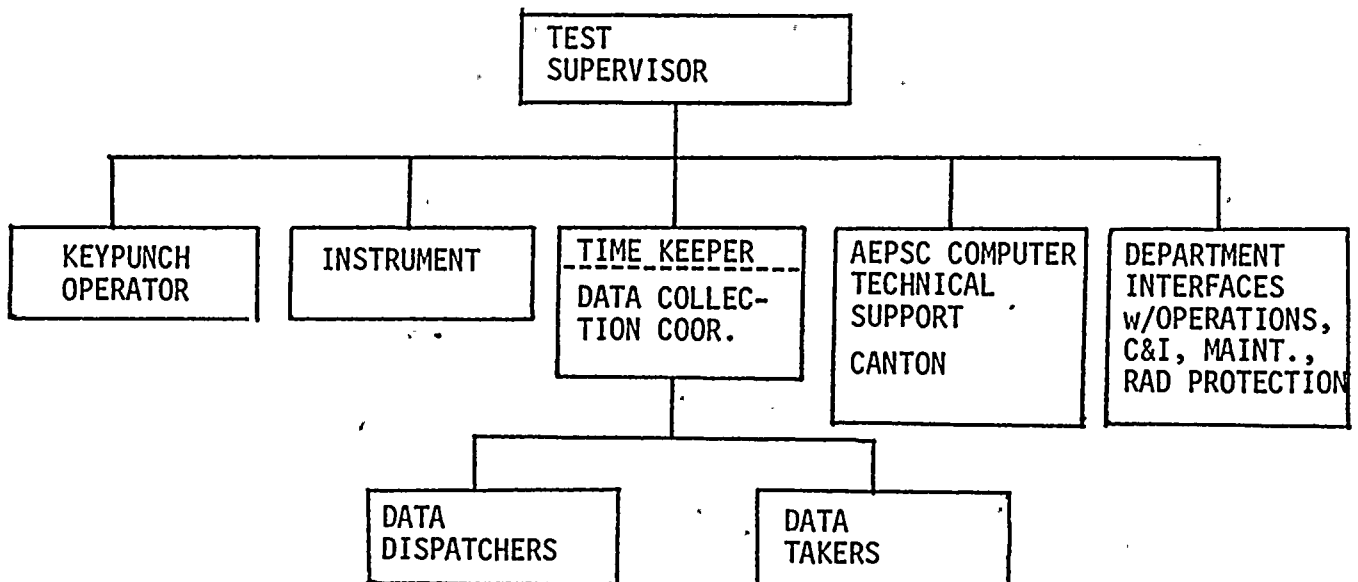 TEST
SUPERVISOR
KEYPUNCH
OPERATOR
INSTRUMENT
TIME KEEPER
DATA COLLEC-
TION COOR.
AEPSC COMPUTER
TECHNICAL
SUPPORT
CANTON
DEPARTMENT
INTERFACES
w/OPERATIONS,
C&I, MAINT.,
RAD PROTECTION
DATA
DISPATCHERS
DATA
TAKERS